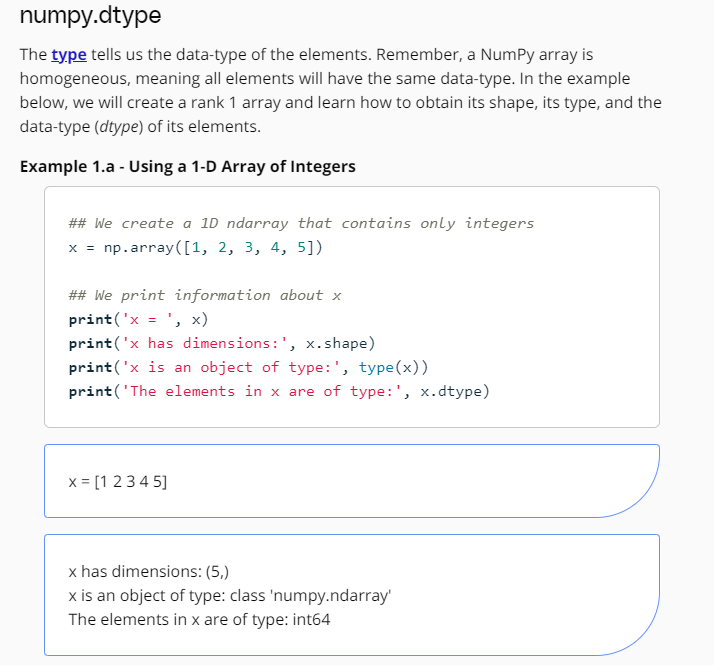 numpy.dtype
The type tells us the data-type of the elements. Remember, a NumPy array is
homogeneous, meaning all elements will have the same data-type. In the example
below, we will create a rank 1 array and learn how to obtain its shape, its type, and the
data-type (dtype) of its elements.
Example 1.a - Using a 1-D Array of Integers
## We create a 1D ndarray that contains only integers
x = np.array([1, 2, 3, 4, 5])
## We print information about x
print('x = ', x)
print('x has dimensions:', x.shape)
print('x is an object of type:', type(x))
print('The elements in x are of type:', x.dtype)
x = [1 2 3 4 5]
x has dimensions: (5,)
x is an object of type: class 'numpy.ndarray'
The elements in x are of type: int64